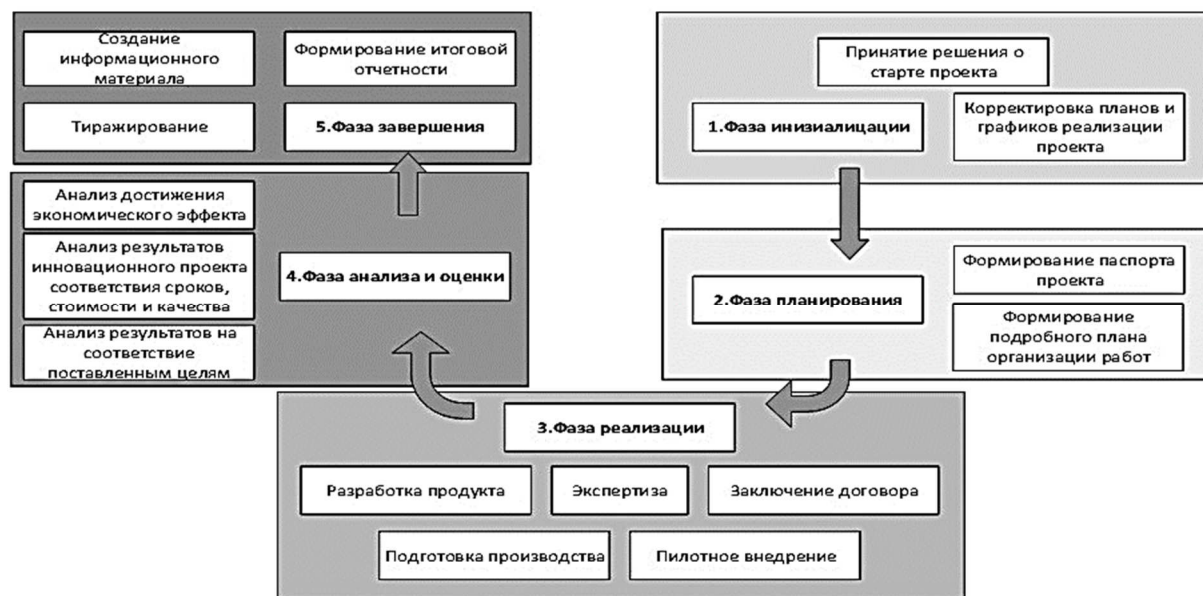 Создание
информационного
материала
Формирование итоговой
отчетности
Тиражирование
5.Фаза завершения
Принятие решения о
старте проекта
1.Фаза инизиалицации
Корректировка планов и
графиков реализации
проекта
Анализ достижения
экономического эффекта
Анализ результатов
инновационного проекта
соответствия сроков,
стоимости и качества
Анализ результатов на
соответствие
поставленным целям
4.Фаза анализа и оценки
2.Фаза планирования
Формирование паспорта
проекта
Формирование
подробного плана
организации работ
3.Фаза реализации
Разработка продукта
Экспертиза
Заключение договора
Подготовка производства
Пилотное внедрение